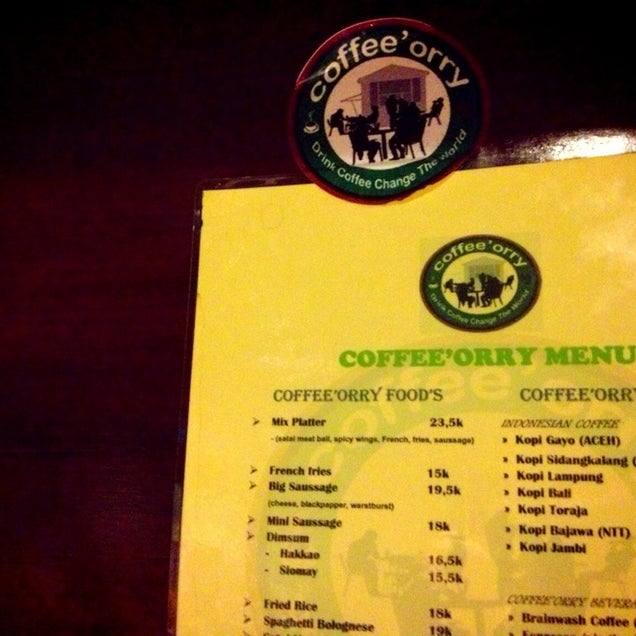 coffee'orry
Drink Coffee Change The World
coffee'orry
Drink Coffee Change The World
COFFEE'ORRY MENU
COFFEE'ORRY FOOD'S
Mix Platter 23,5k
- (salai meat ball, spicy wings, French, fries, saussage)
French fries 15k
Big Saussage 19,5k
(cheese, blackpapper, warstburst)
Mini Saussage 18k
Dimsum
- Hakkao 16,5k
- Siomay 15,5k
Fried Rice 18k
Spaghetti Bolognese 19k
COFFEE'ORRY
INDONESIAN COFFEE
» Kopi Gayo (ACEH)
» Kopi Sidangkalang (
» Kopi Lampung
» Kopi Bali
» Kopi Toraja
» Kopi Bajawa (NTT)
» Kopi Jambi
COFFEE'ORRY BEVERA
» Brainwash Coffee (